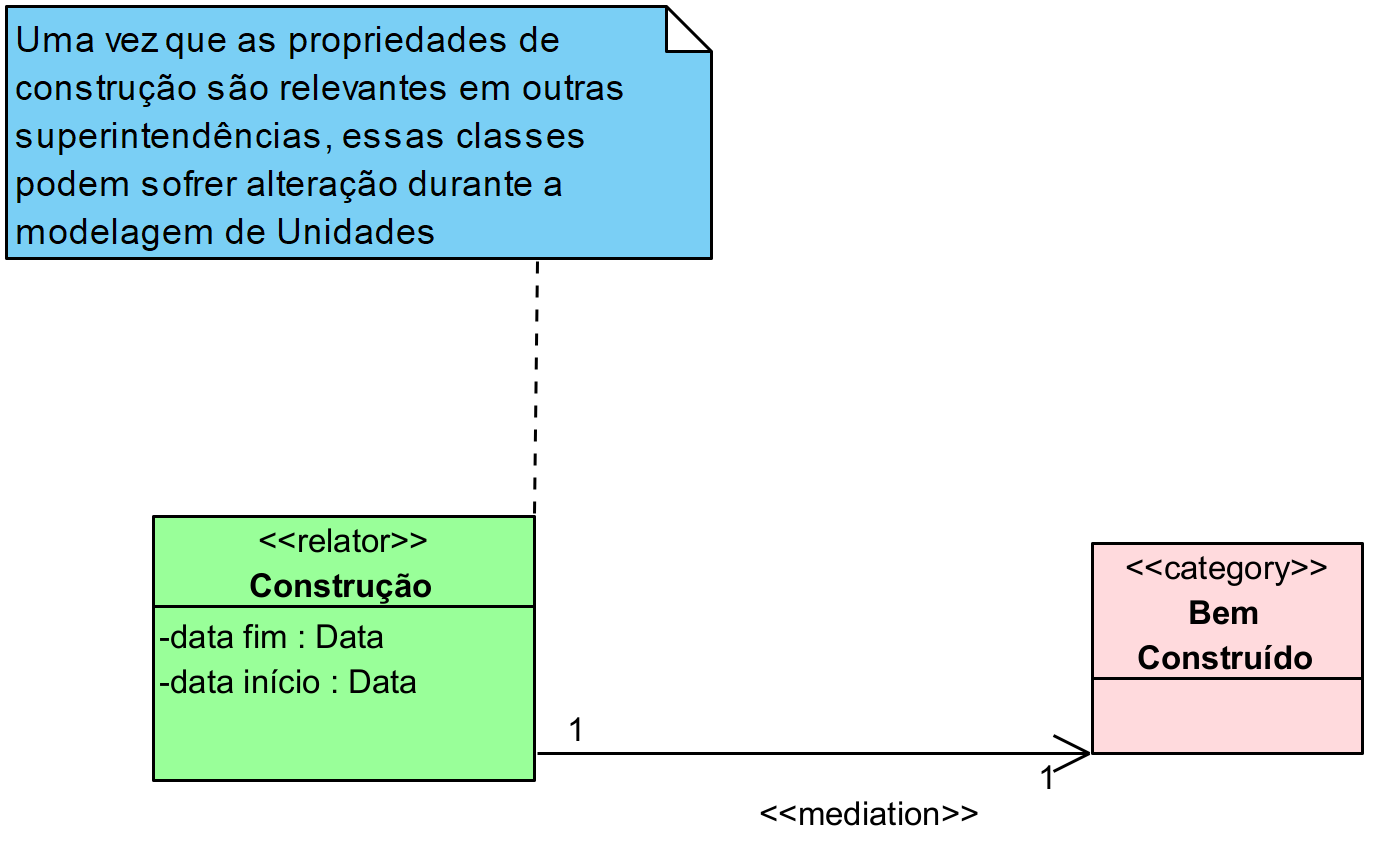 Uma vez que as propriedades de
construção são relevantes em outras
superintendências, essas classes
podem sofrer alteração durante a
modelagem de Unidades
<<relator>>
Construção
-data fim : Data
-data início : Data
<<category>>
Bem
Construído
1
1
<<mediation>>